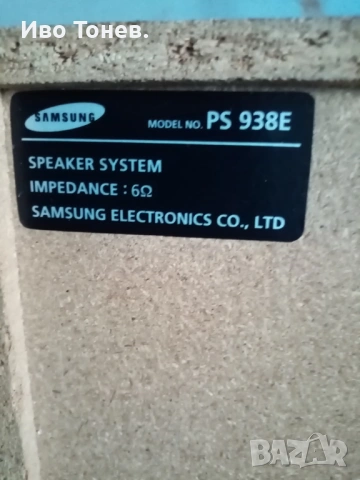 Иво Тонев.
SAMSUNG
MODEL NO. PS 938E
SPEAKER SYSTEM
IMPEDANCE : 6Ω
SAMSUNG ELECTRONICS CO., LTD
BAZAR